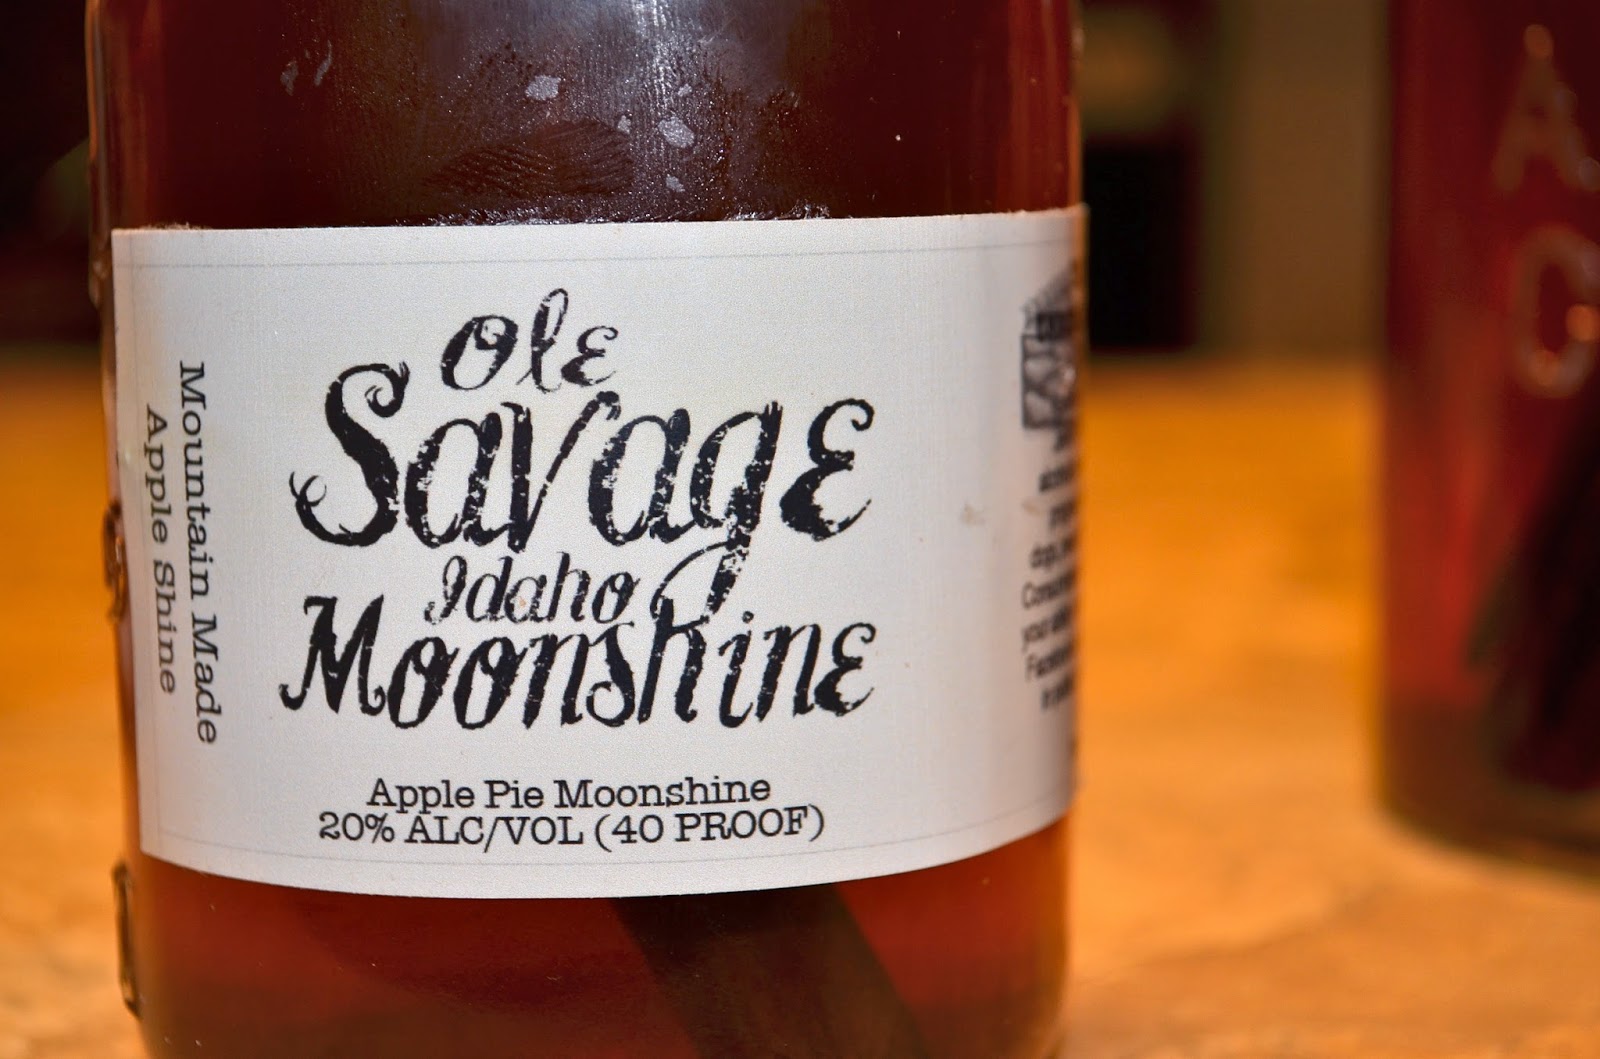 Ole
Savage
Idaho
Moonshine
Apple Pie Moonshine
20% ALC/VOL (40 PROOF)
Mountain Made
Apple Shine
A
C